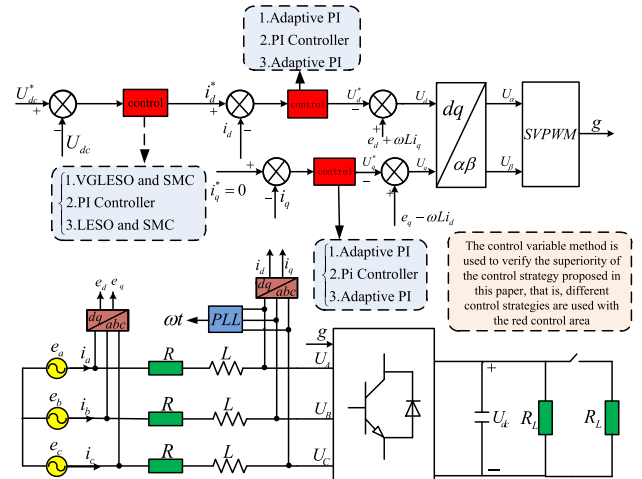 1.Adaptive PI
2.PI Controller
3.Adaptive PI
U*dc
+
−
Udc
control
i*d
+
id
−
control
U*d
−
+
ed + ωLiq
Ud
dq
αβ
Uα
Uβ
SVPWM
g
1.VGLESO and SMC
2.PI Controller
3.LESO and SMC
i*q = 0
+
−
iq
control
U*q
−
+
eq − ωLid
Uq
1.Adaptive PI
2.Pi Controller
3.Adaptive PI
The control variable method is
used to verify the superiority of
the control strategy proposed in
this paper, that is, different
control strategies are used with
the red control area
ed eq
dq
abc
id iq
dq
abc
ωt
PLL
g
ea
ia
R
L
UA
eb
ib
R
L
UB
ec
ic
R
L
UC
+
−
Udc
RL
RL